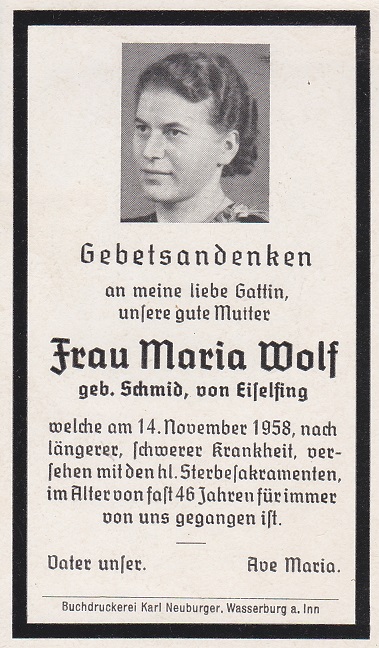 Gebetsandenken
an meine liebe Gattin,
unsere gute Mutter
Frau Maria Wolf
geb. Schmid, von Eiselfing
welche am 14. November 1958, nach
längerer, schwerer Krankheit, ver-
sehen mit den hl. Sterbesakramenten,
im Alter von fast 46 Jahren für immer
von uns gegangen ist.
Vater unser. Ave Maria.
Buchdruckerei Karl Neuburger, Wasserburg a. Inn